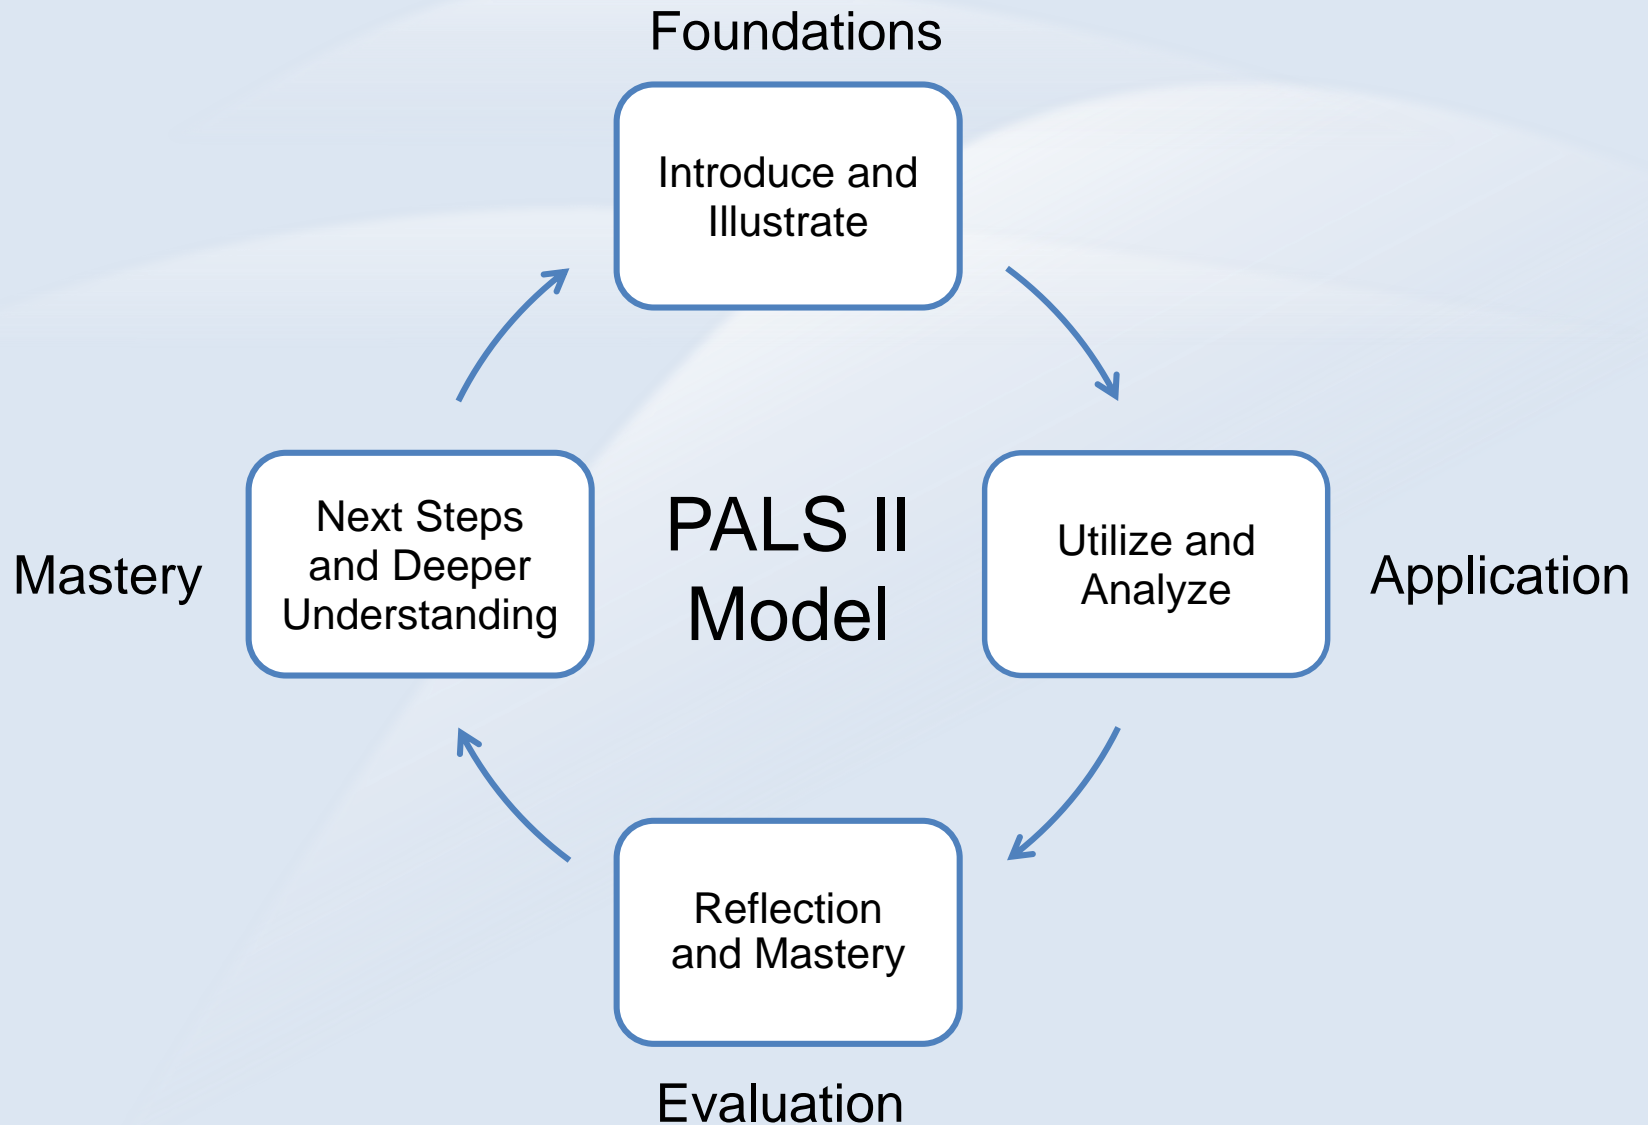 Foundations
Introduce and
Illustrate
Next Steps
and Deeper
Understanding
Mastery
PALS II
Model
Utilize and
Analyze
Application
Reflection
and Mastery
Evaluation